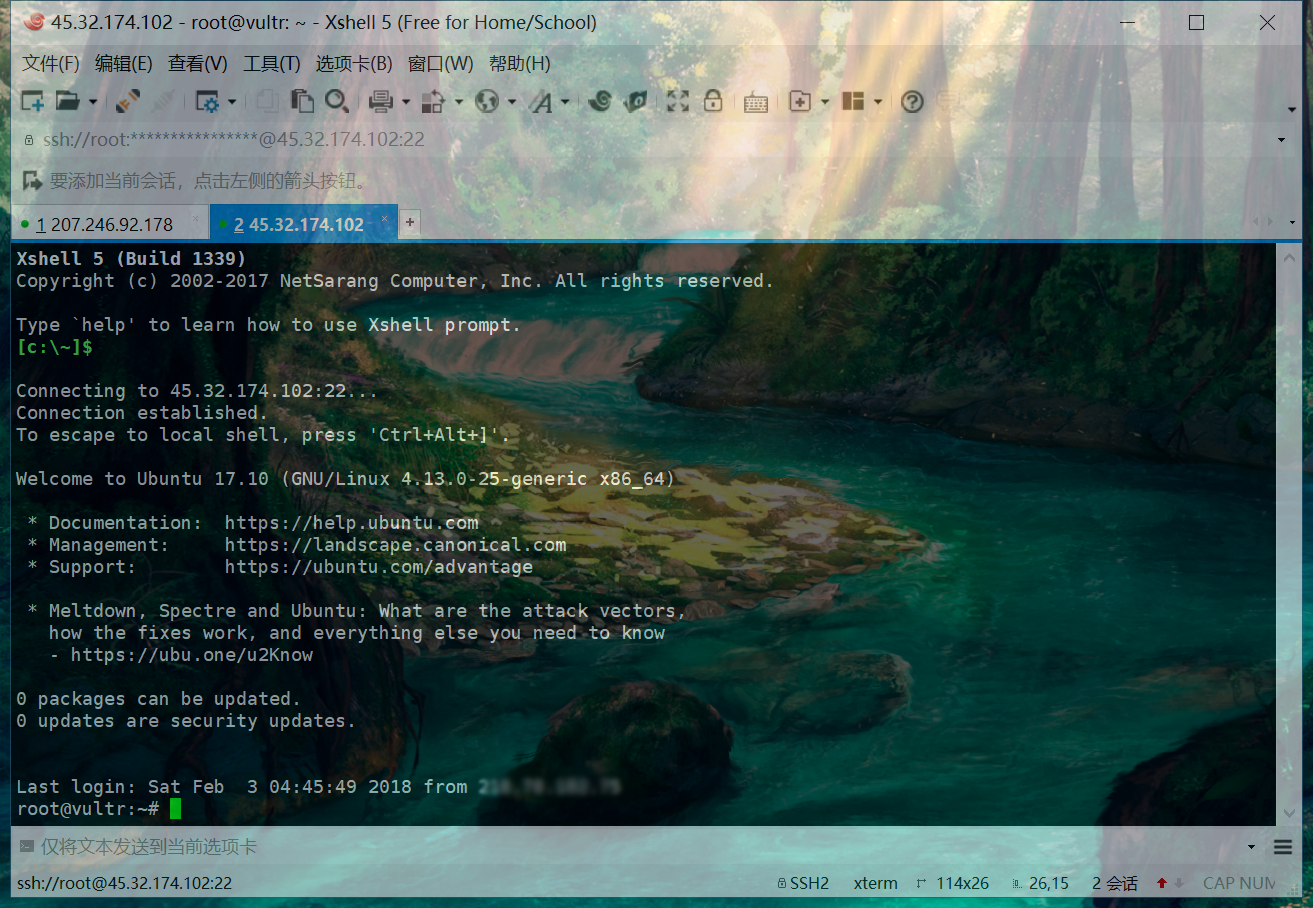 45.32.174.102 - root@vultr: ~ - Xshell 5 (Free for Home/School)
文件(F) 编辑(E) 查看(V) 工具(T) 选项卡(B) 窗口(W) 帮助(H)
ssh://root:****************@45.32.174.102:22
要添加当前会话，点击左侧的箭头按钮。
1 207.246.92.178 × 2 45.32.174.102 × +
Xshell 5 (Build 1339)
Copyright (c) 2002-2017 NetSarang Computer, Inc. All rights reserved.
Type `help' to learn how to use Xshell prompt.
[c:\~]$
Connecting to 45.32.174.102:22...
Connection established.
To escape to local shell, press 'Ctrl+Alt+]'.
Welcome to Ubuntu 17.10 (GNU/Linux 4.13.0-25-generic x86_64)
* Documentation:  https://help.ubuntu.com
* Management:     https://landscape.canonical.com
* Support:        https://ubuntu.com/advantage
* Meltdown, Spectre and Ubuntu: What are the attack vectors,
how the fixes work, and everything else you need to know
- https://ubu.one/u2Know
0 packages can be updated.
0 updates are security updates.
Last login: Sat Feb  3 04:45:49 2018 from
root@vultr:~#
仅将文本发送到当前选项卡
ssh://root@45.32.174.102:22 SSH2 xterm 114x26 26,15 2 会话 CAP NUM